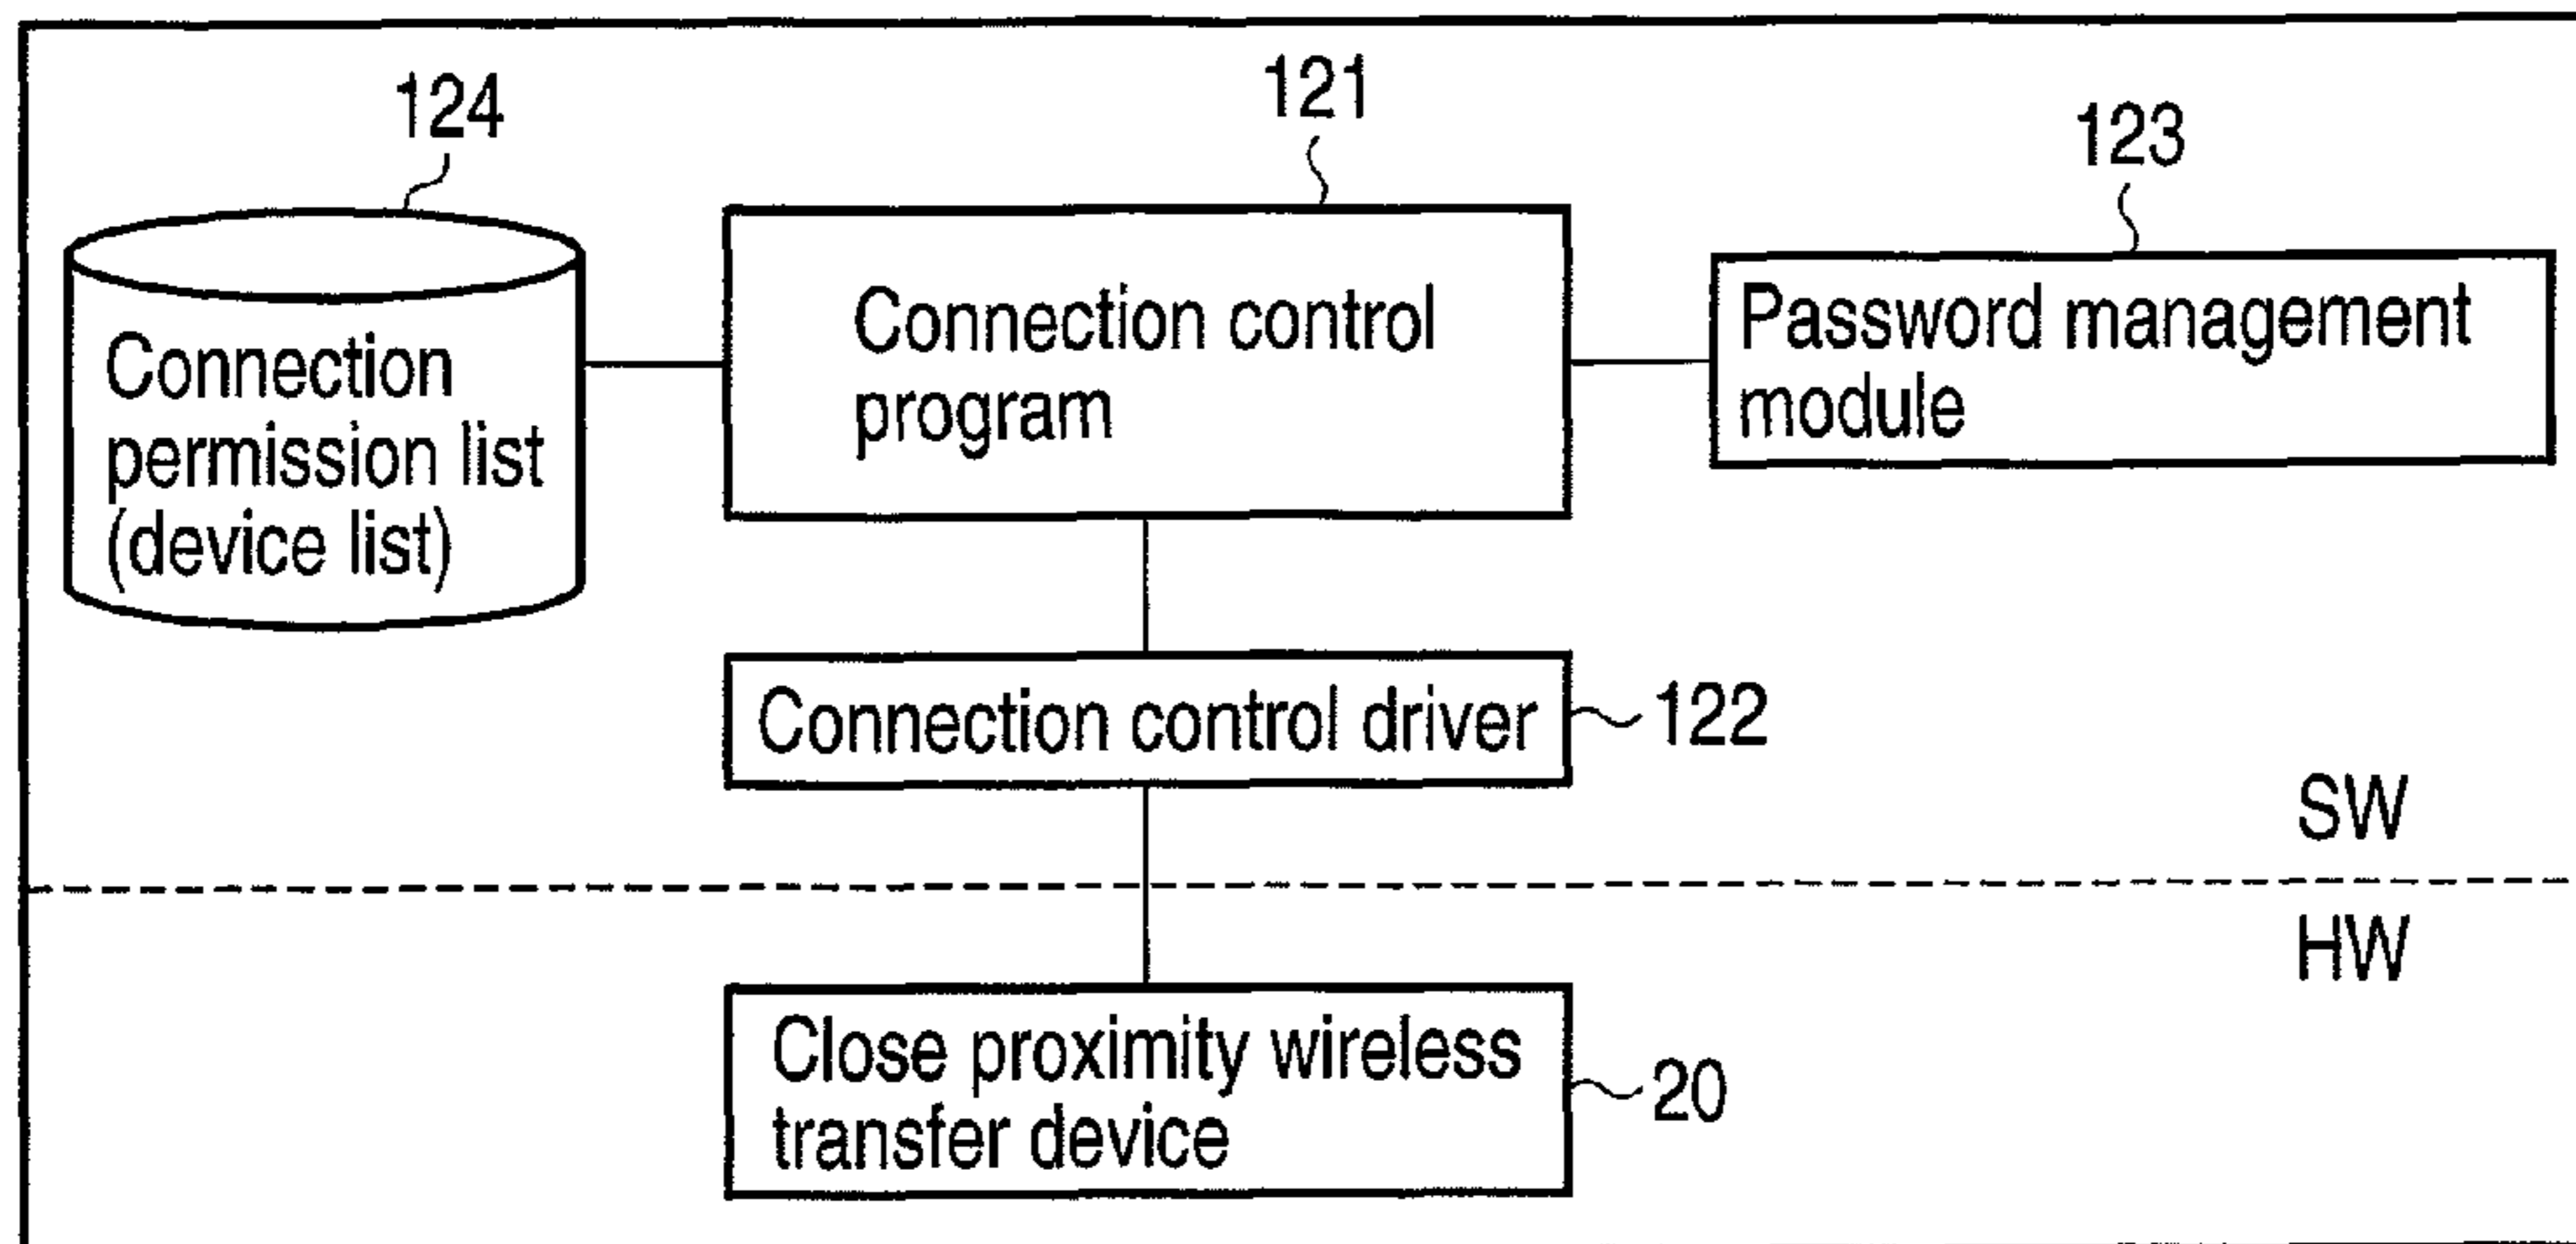 124
121
123
Connection
permission list
(device list)
Connection control
program
Password management
module
Connection control driver
122
SW
HW
Close proximity wireless
transfer device
20